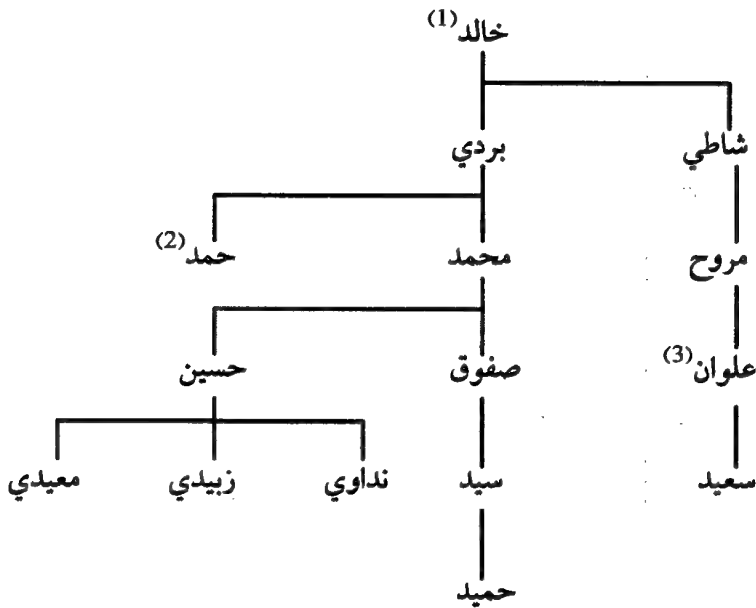 خالد (1)
شاطي بردي
مروح محمد حمد (2)
علوان (3) صفوق حسين
سعيد سيد نداوي زبيدي معيدي
حميد